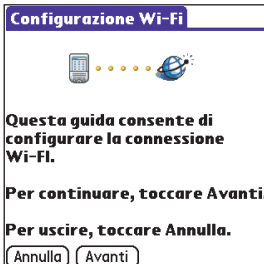 Configurazione Wi-Fi
Questa guida consente di
configurare la connessione
Wi-FI.
Per continuare, toccare Avanti.
Per uscire, toccare Annulla.
Annulla Avanti